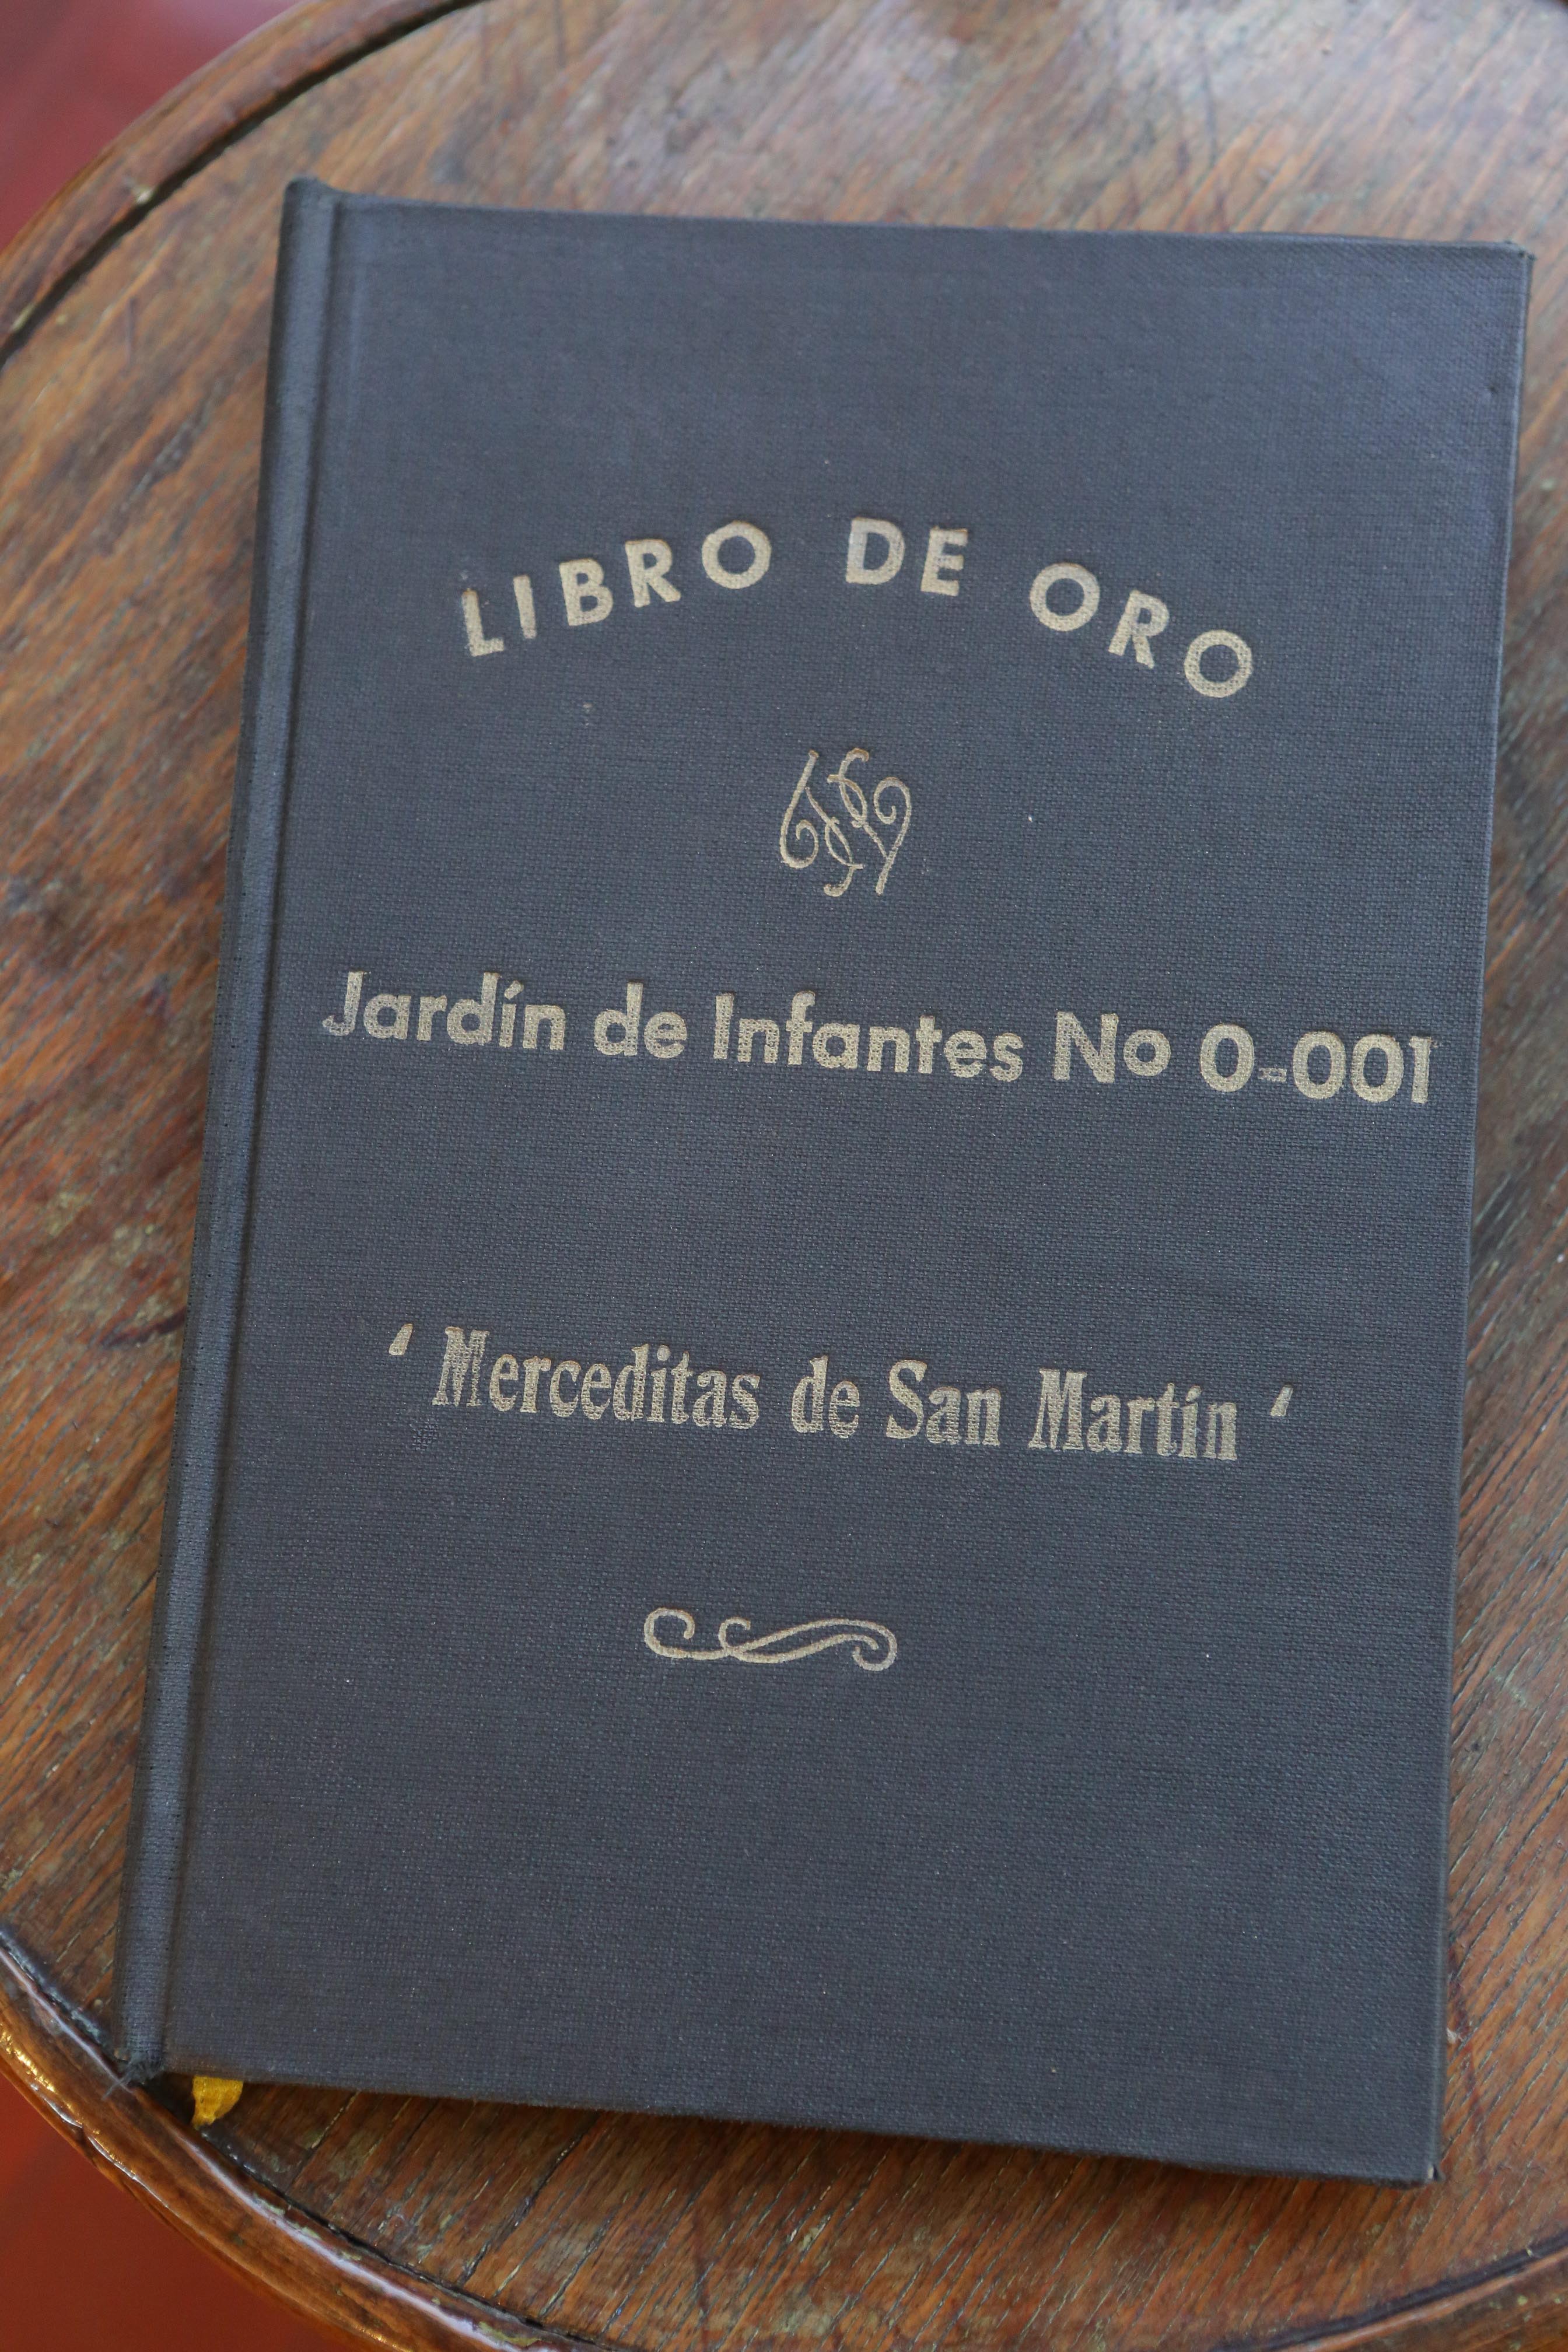 LIBRO DE ORO
Jardín de Infantes No 0-001
‘ Merceditas de San Martín ‘